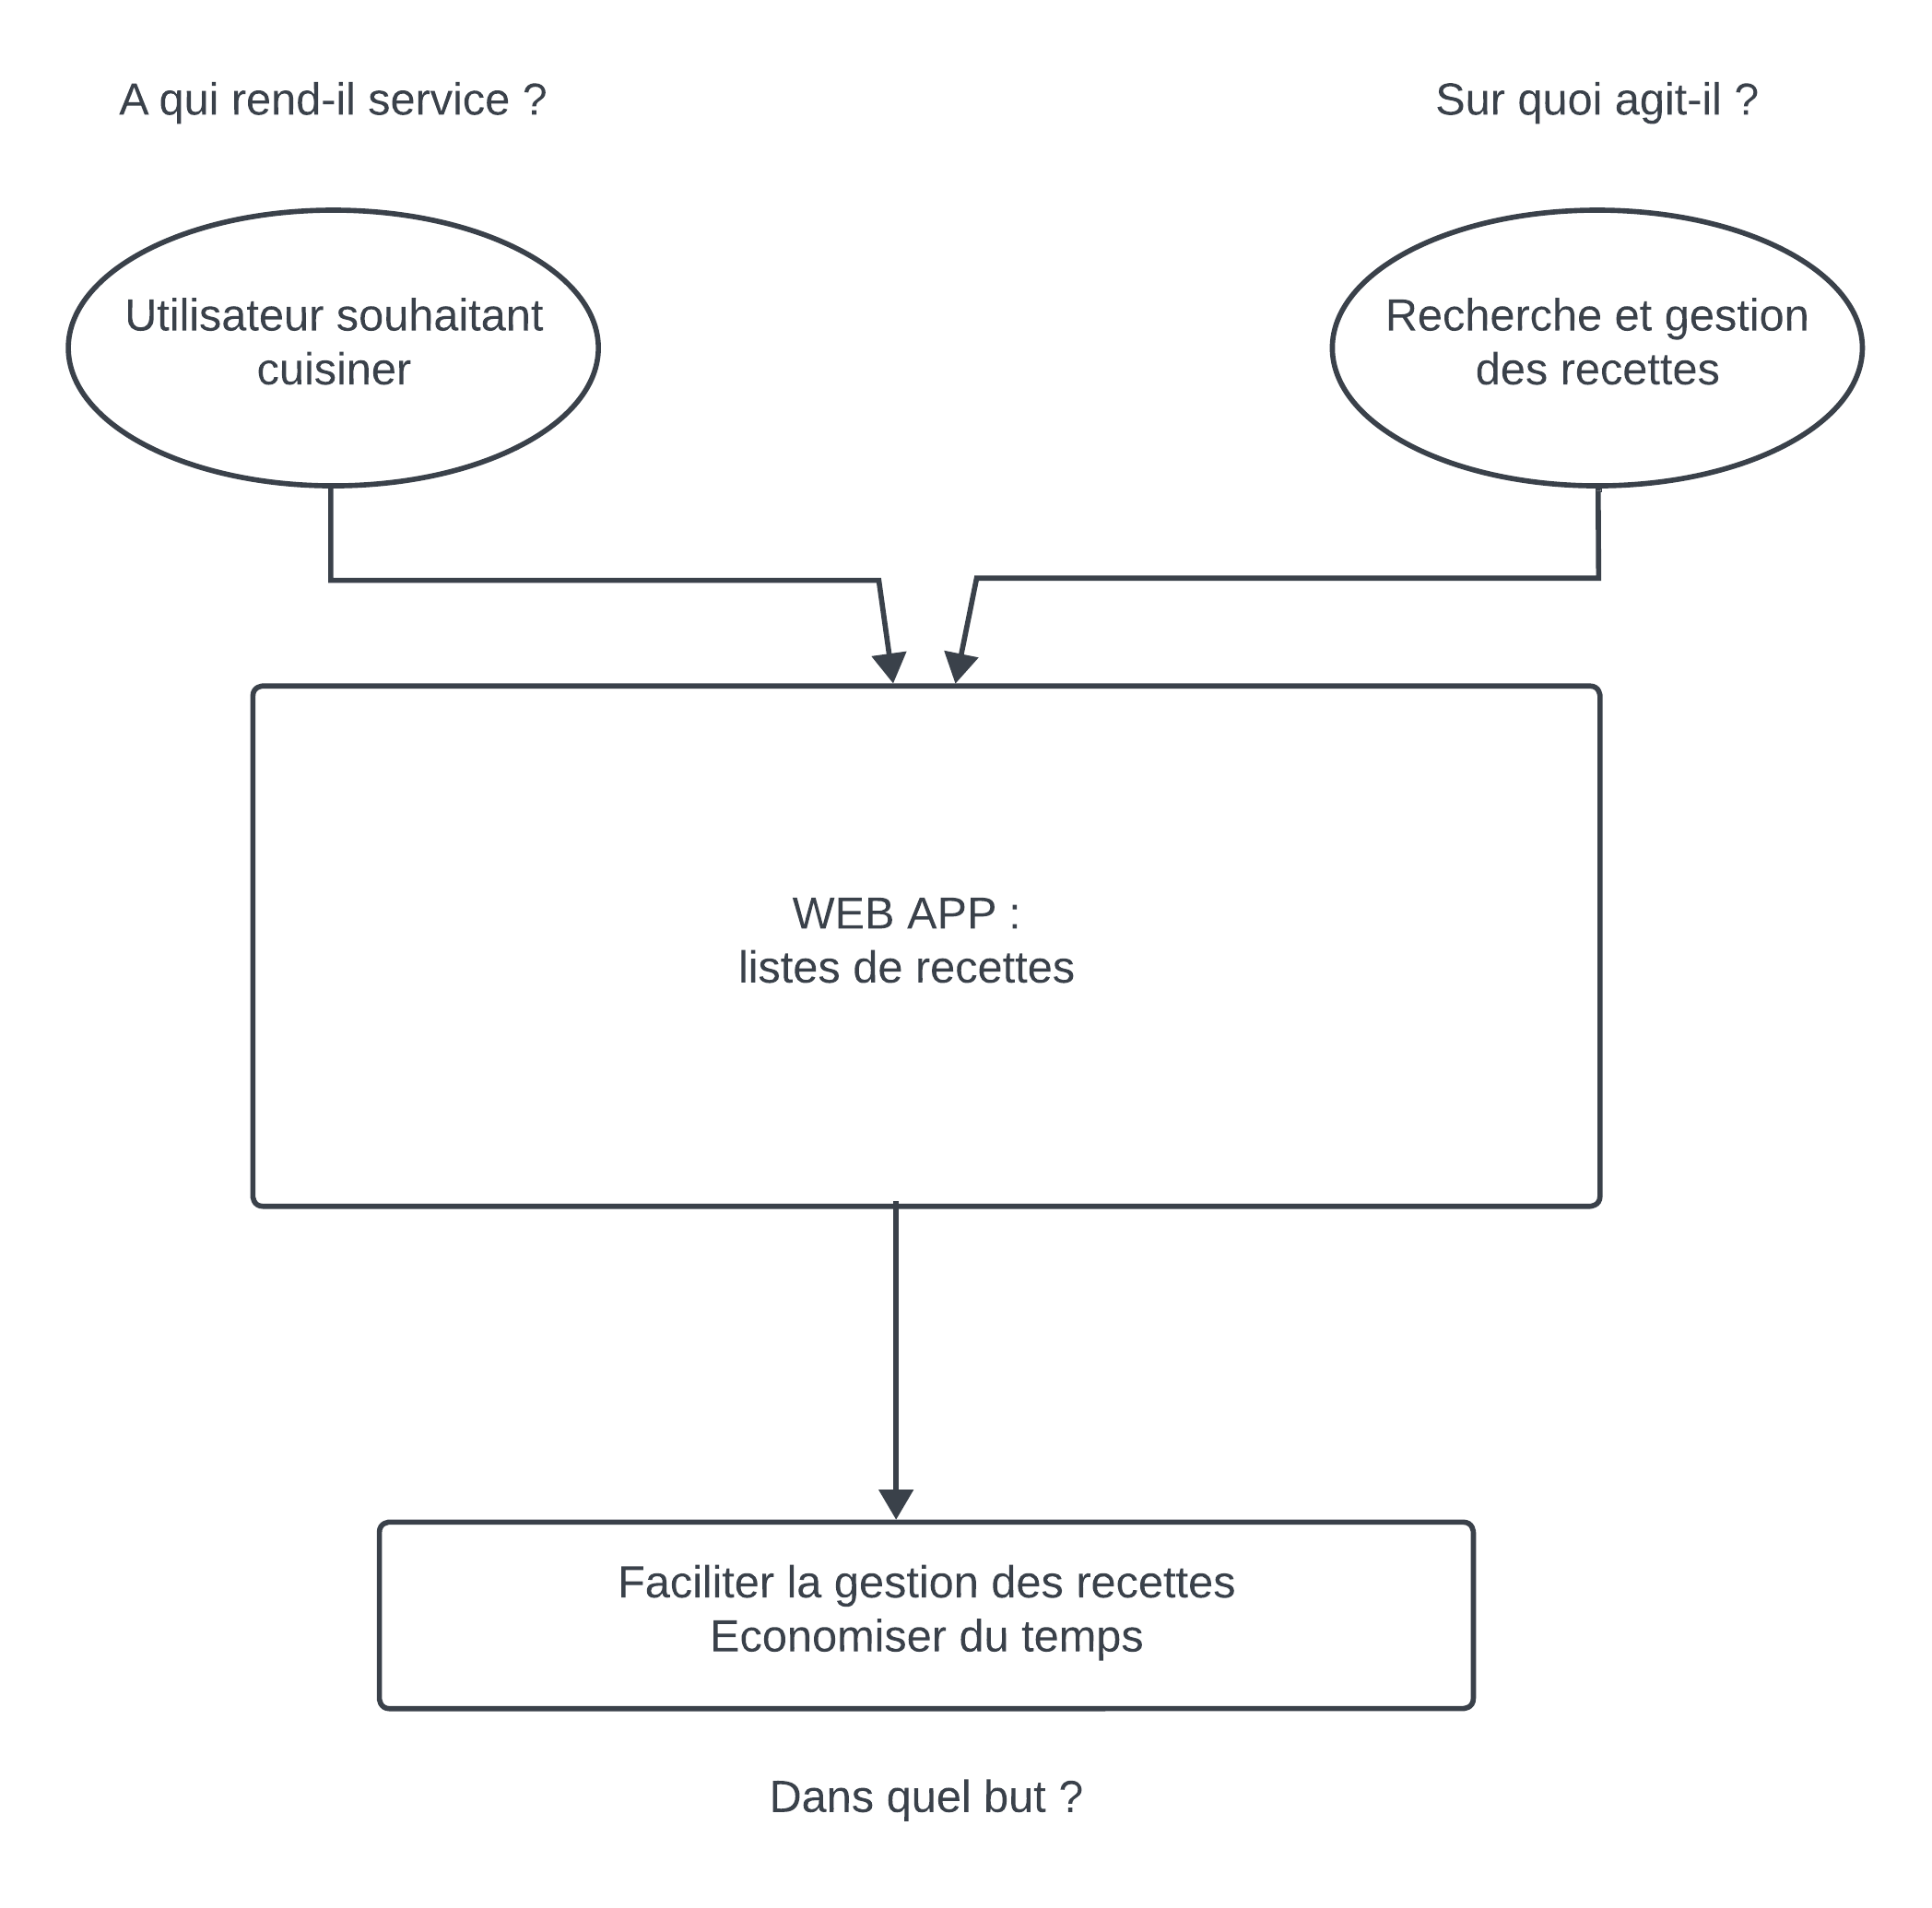 A qui rend-il service ?
Sur quoi agit-il ?
Utilisateur souhaitant
cuisiner
Recherche et gestion
des recettes
WEB APP :
listes de recettes
Faciliter la gestion des recettes
Economiser du temps
Dans quel but ?